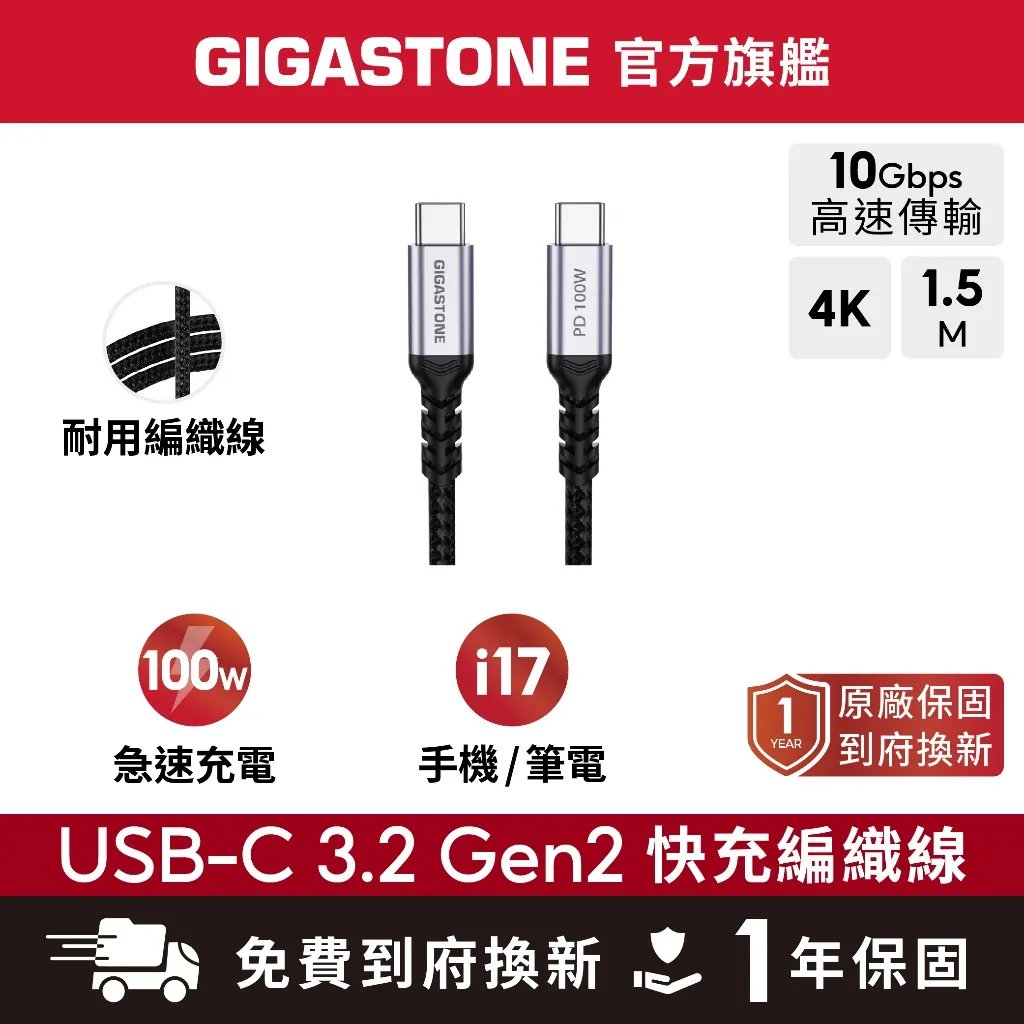 GIGASTONE 官方旗艦
10Gbps
高速傳輸
4K
1.5
M
GIGASTONE
PD 100W
耐用編織線
100W
急速充電
i17
手機/筆電
1
YEAR
原廠保固
到府換新
USB-C 3.2 Gen2 快充編織線
免費到府換新
1年保固